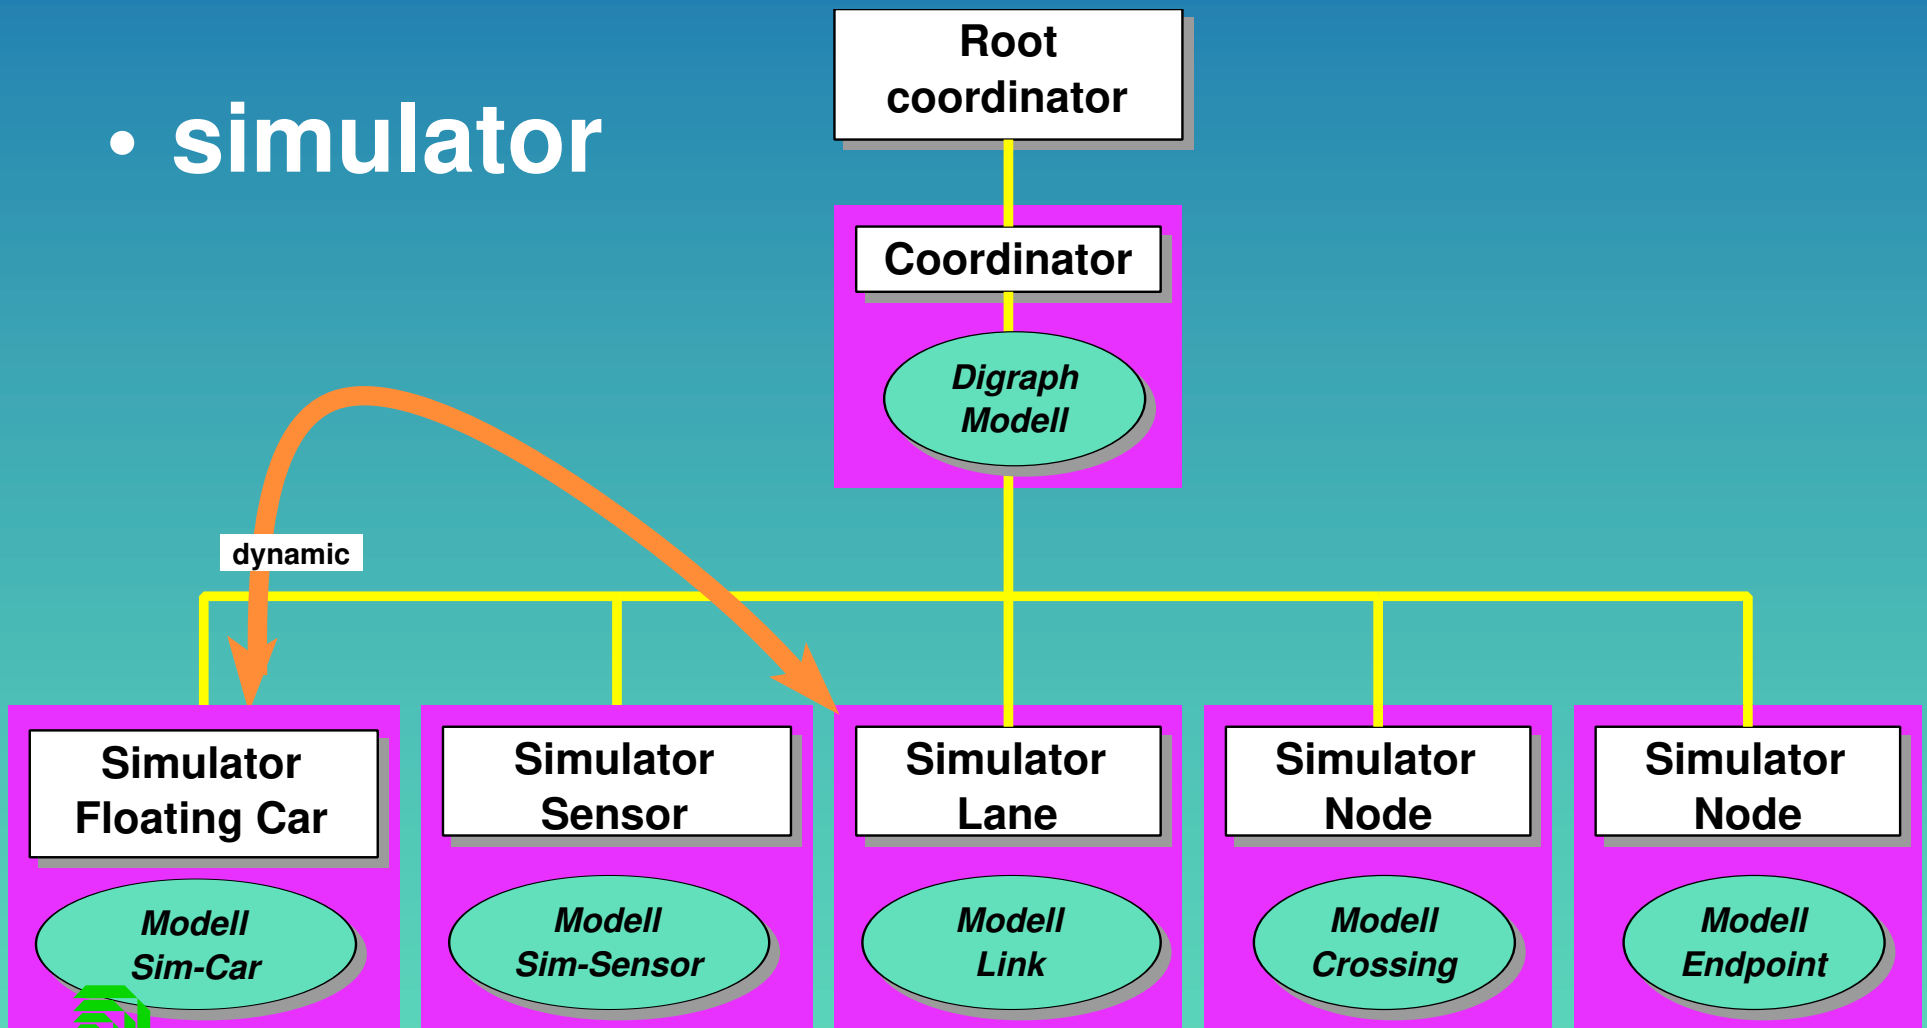 • simulator
Root
coordinator
Coordinator
Digraph
Modell
dynamic
Simulator
Floating Car
Modell
Sim-Car
Simulator
Sensor
Modell
Sim-Sensor
Simulator
Lane
Modell
Link
Simulator
Node
Modell
Crossing
Simulator
Node
Modell
Endpoint